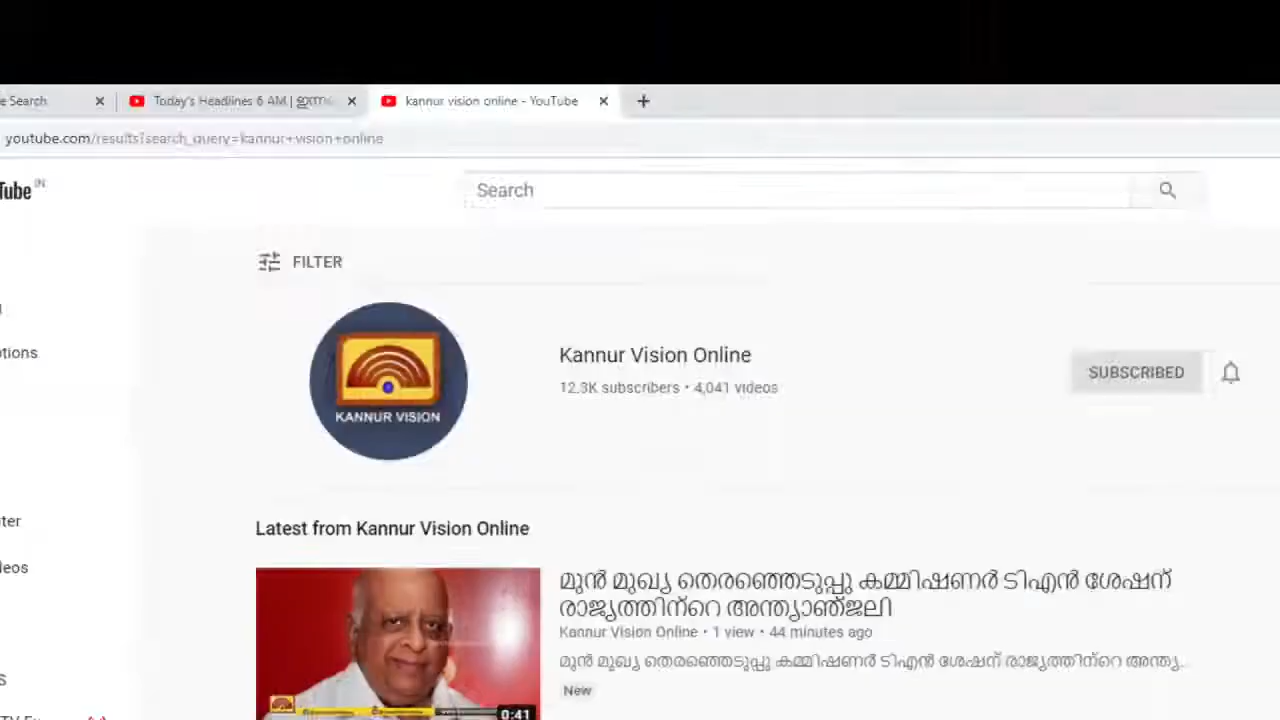 e Search
Today's Headlines 6 AM |
kannur vision online - YouTube
youtube.com/results?search_query=kannur+vision+online
Tube IN
Search
FILTER
KANNUR VISION
Kannur Vision Online
12.3K subscribers • 4,041 videos
SUBSCRIBED
Latest from Kannur Vision Online
മുൻ മുഖ്യ തെരഞ്ഞെടുപ്പു കമ്മിഷണർ ടിഎൻ ശേഷന്
രാജ്യത്തിന്റെ അന്ത്യാഞ്ജലി
Kannur Vision Online • 1 view • 44 minutes ago
മുൻ മുഖ്യ തെരഞ്ഞെടുപ്പു കമ്മിഷണർ ടിഎൻ ശേഷന് രാജ്യത്തിന്റെ അന്ത്യ...
New
0:41